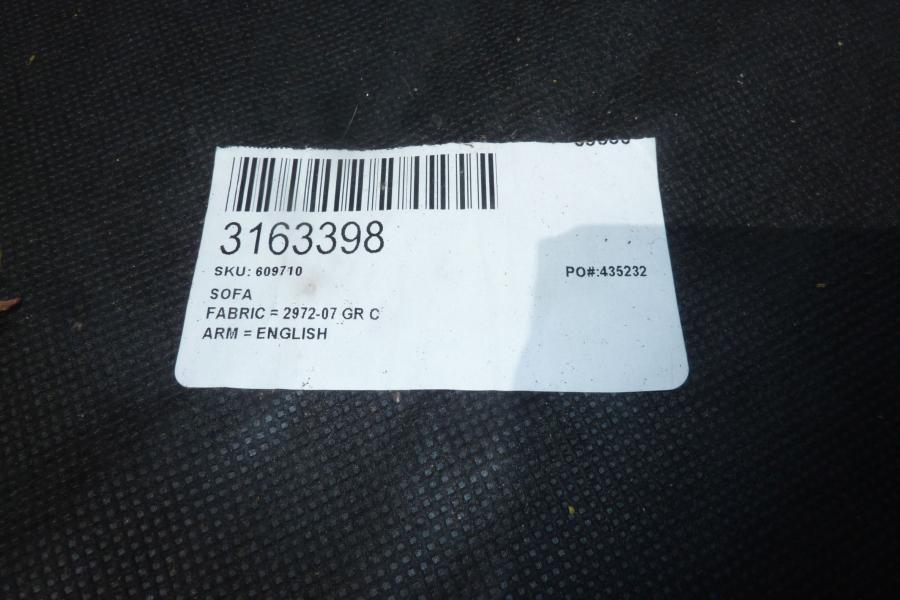 3163398
SKU: 609710
PO#:435232
SOFA
FABRIC = 2972-07 GR C
ARM = ENGLISH